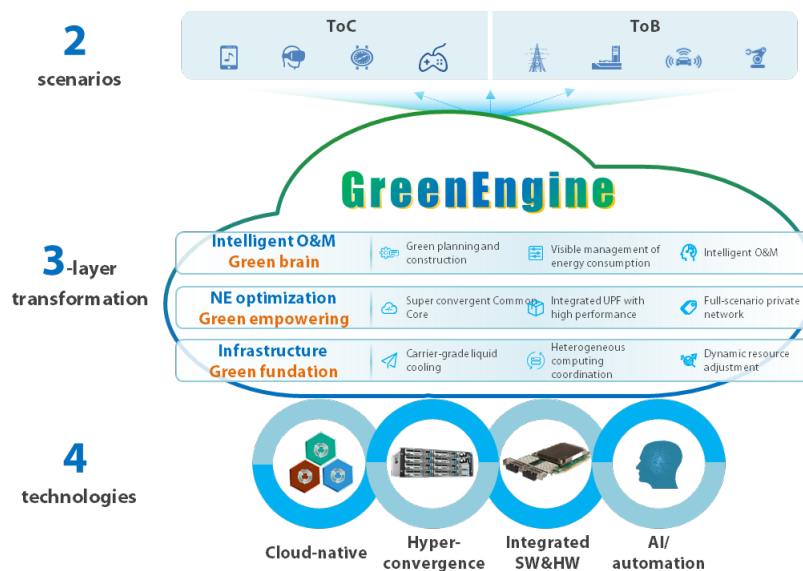 2
scenarios
ToC
ToB
GreenEngine
3-layer
transformation
Intelligent O&M
Green brain
Green planning and
construction
Visible management of
energy consumption
Intelligent O&M
NE optimization
Green empowering
Super convergent Common
Core
Integrated UPF with
high performance
Full-scenario private
network
Infrastructure
Green fundation
Carrier-grade liquid
cooling
Heterogeneous
computing
coordination
Dynamic resource
adjustment
4
technologies
Cloud-native
Hyper-
convergence
Integrated
SW&HW
AI/
automation